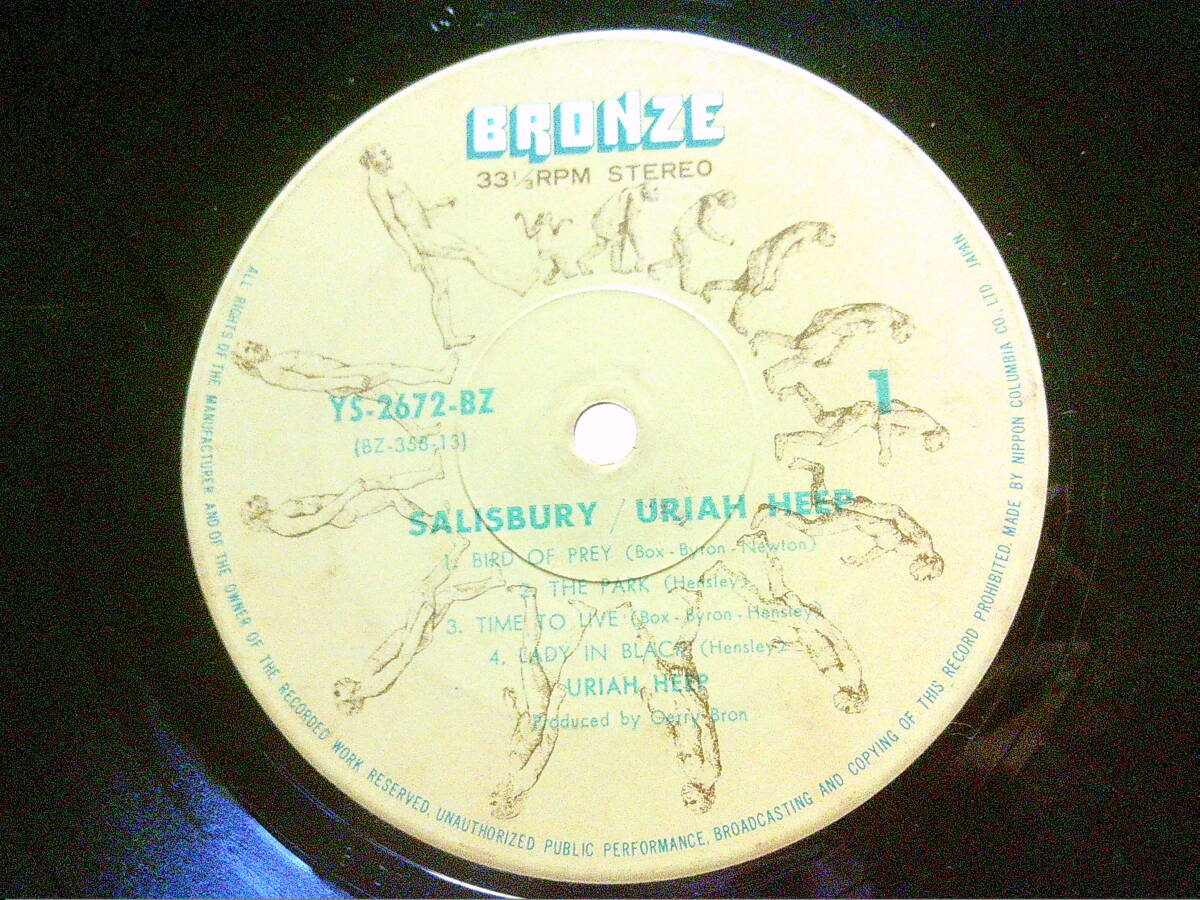 BRONZE
33⅓RPM STEREO
YS-2672-BZ
1
(BZ-358-13)
SALISBURY / URIAH HEEP
1. BIRD OF PREY (Box - Byron - Newton)
2. THE PARK (Hensley)
3. TIME TO LIVE (Box - Byron - Hensley)
4. LADY IN BLACK (Hensley)
URIAH HEEP
Produced by Gerry Bron
ALL RIGHTS OF THE MANUFACTURER AND OF THE OWNER OF THE RECORDED WORK RESERVED. UNAUTHORIZED PUBLIC PERFORMANCE, BROADCASTING AND COPYING OF THIS RECORD PROHIBITED. MADE BY NIPPON COLUMBIA CO., LTD. JAPAN